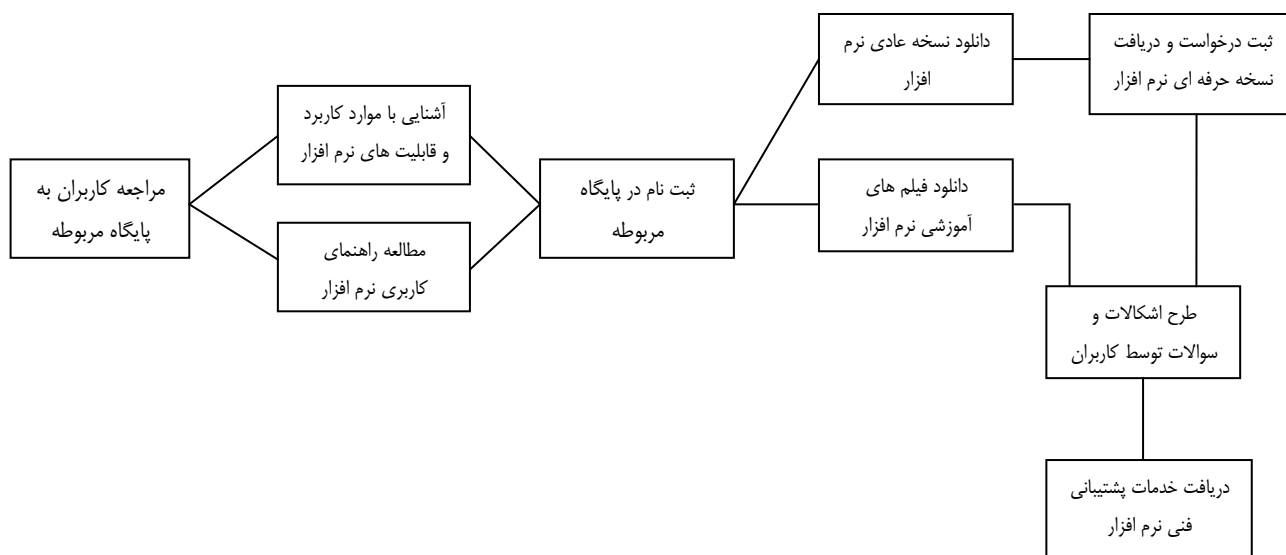 مراجعه کاربران به
پایگاه مربوطه
آشنایی با موارد کاربرد
و قابلیت های نرم افزار
مطالعه راهنمای
کاربری نرم افزار
ثبت نام در پایگاه
مربوطه
دانلود نسخه عادی نرم
افزار
دانلود فیلم های
آموزشی نرم افزار
ثبت درخواست و دریافت
نسخه حرفه ای نرم افزار
طرح اشکالات و
سوالات توسط کاربران
دریافت خدمات پشتیبانی
فنی نرم افزار